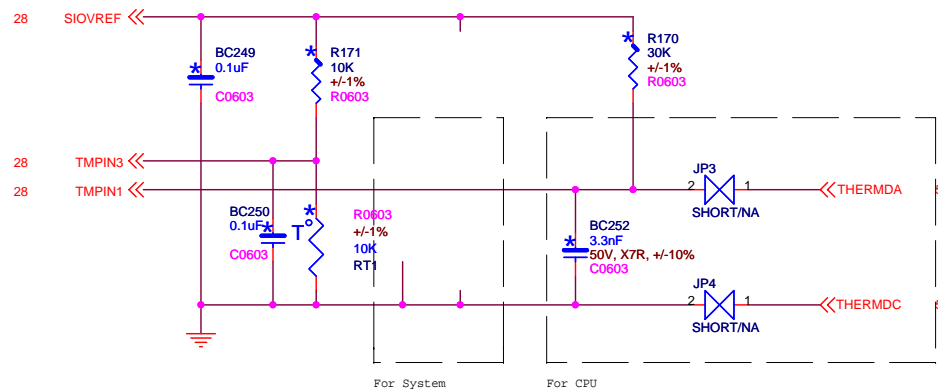 28 SIOVREF
BC249
0.1uF
C0603
R171
10K
+/-1%
R0603
R170
30K
+/-1%
R0603
28 TMPIN3
28 TMPIN1
JP3
2 1
SHORT/NA
THERMDA
BC250
0.1uF
C0603
T°
R0603
+/-1%
10K
RT1
BC252
3.3nF
50V, X7R, +/-10%
C0603
JP4
2 1
SHORT/NA
THERMDC
For System
For CPU